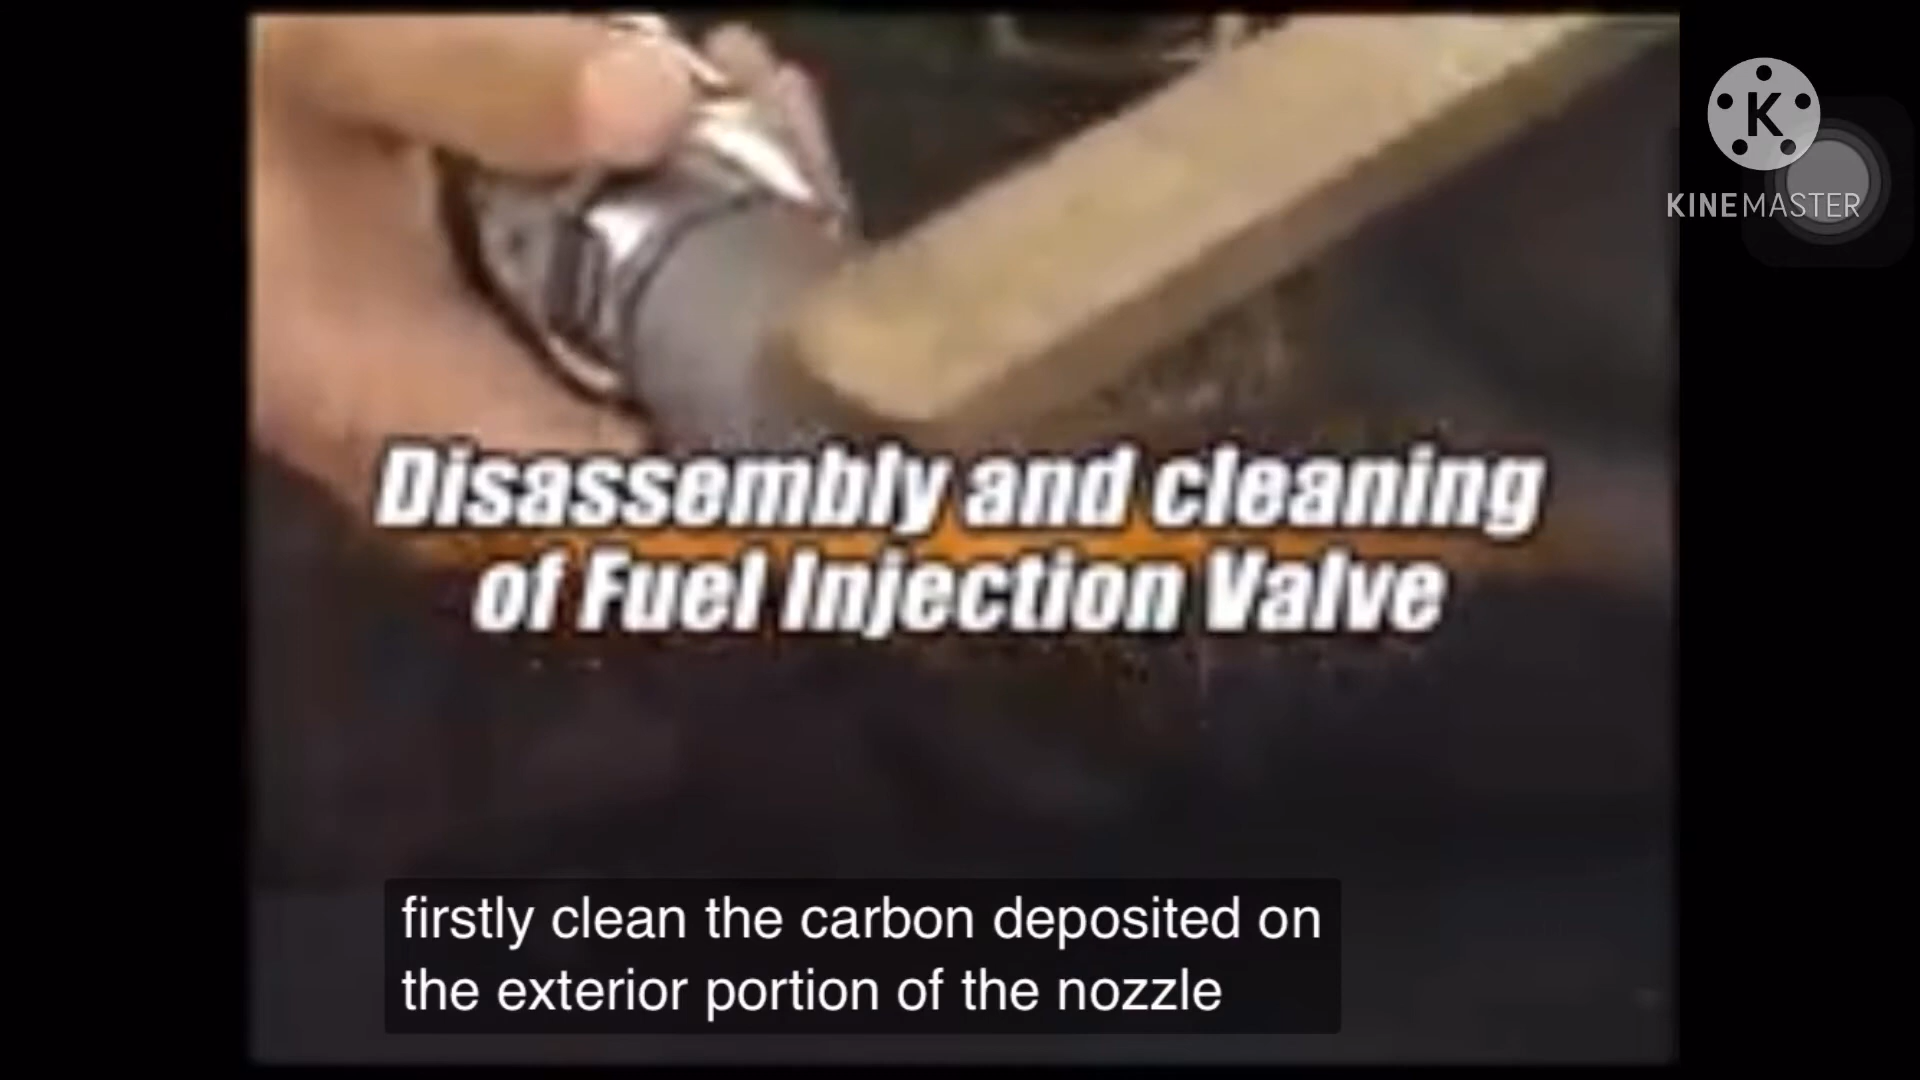 K
KINEMASTER
Disassembly and cleaning
of Fuel Injection Valve
firstly clean the carbon deposited on
the exterior portion of the nozzle